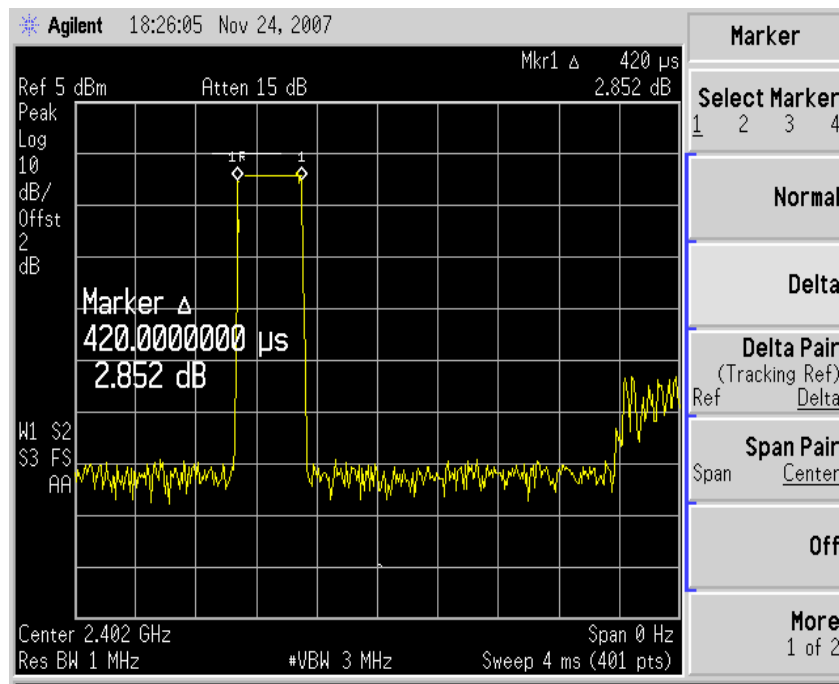 Agilent 18:26:05 Nov 24, 2007
Mkr1 Δ 420 µs
Ref 5 dBm Atten 15 dB 2.852 dB
Peak
Log
10
dB/
Offst
2
dB
1R 1
Marker Δ
420.0000000 µs
2.852 dB
W1 S2
S3 FS
AA
Center 2.402 GHz Span 0 Hz
Res BW 1 MHz #VBW 3 MHz Sweep 4 ms (401 pts)
Marker
Select Marker
1 2 3 4
Normal
Delta
Delta Pair
(Tracking Ref)
Ref Delta
Span Pair
Span Center
Off
More
1 of 2